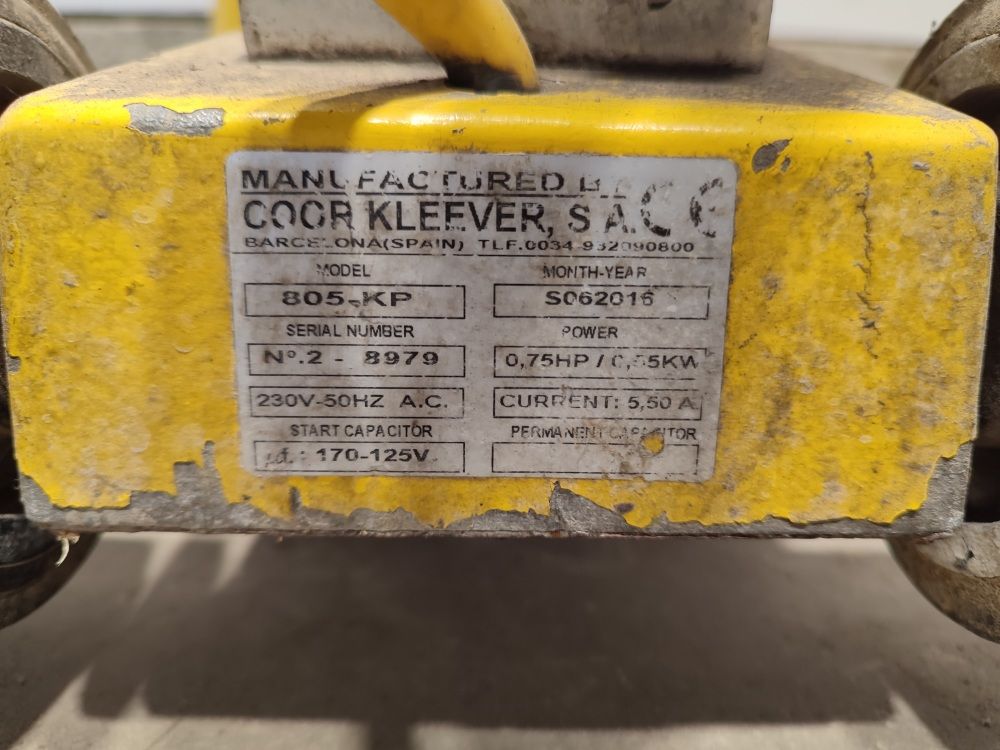 MANUFACTURED B
COOR KLEEVER, S.A. CE
BARCELONA(SPAIN) TLF.0034-932090800
MODEL MONTH-YEAR
805-KP S062016
SERIAL NUMBER POWER
Nº.2 - 8979 0,75HP / 0,55KW
230V-50HZ A.C. CURRENT: 5,50 A
START CAPACITOR PERMANENT CAPACITOR
: 170-125V